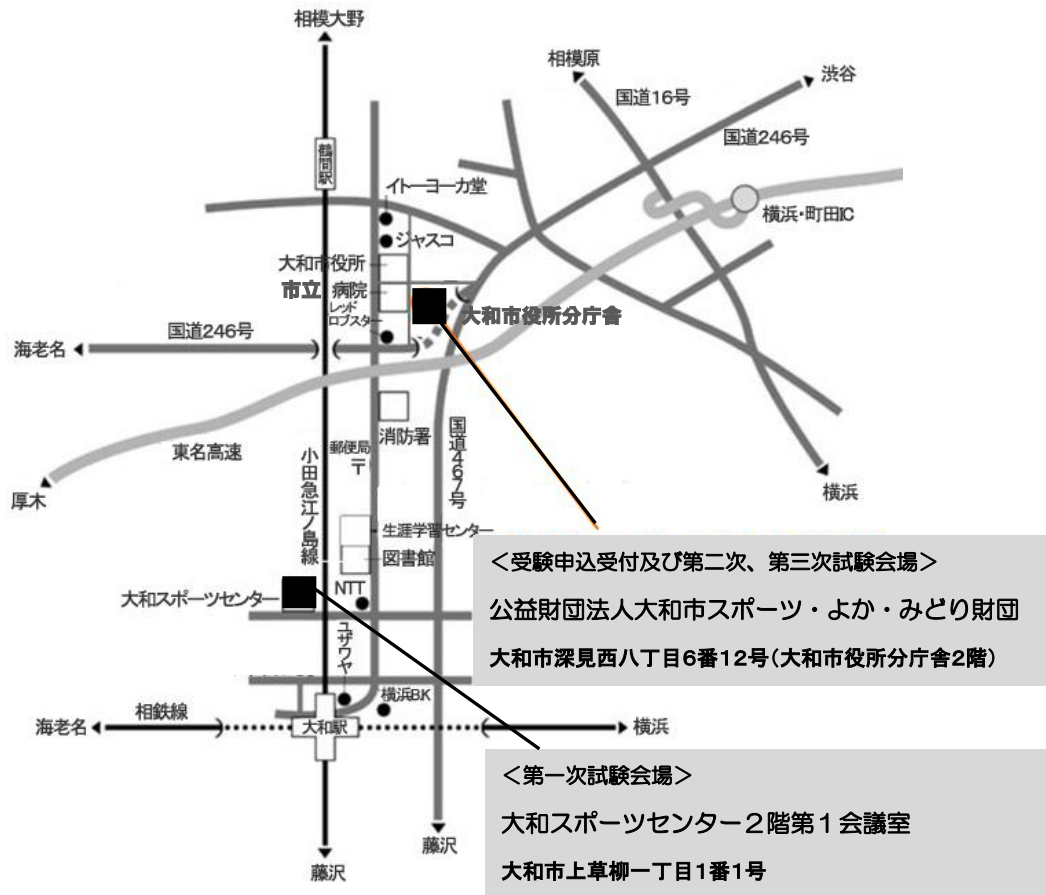 相模大野
相模原
渋谷
国道16号
国道246号
鶴間駅
イトーヨーカ堂
横浜・町田IC
ジャスコ
大和市役所
市立 病院
レッド
ロブスター
大和市役所分庁舎
国道246号
海老名
東名高速
厚木
消防署
郵便局
〒
国道467号
小田急江ノ島線
横浜
生涯学習センター
図書館
大和スポーツセンター
NTT
ユザワヤ
横浜BK
相鉄線
海老名
大和駅
横浜
藤沢
藤沢
＜受験申込受付及び第二次、第三次試験会場＞
公益財団法人大和市スポーツ・よか・みどり財団
大和市深見西八丁目6番12号（大和市役所分庁舎2階）
＜第一次試験会場＞
大和スポーツセンター２階第１会議室
大和市上草柳一丁目1番1号